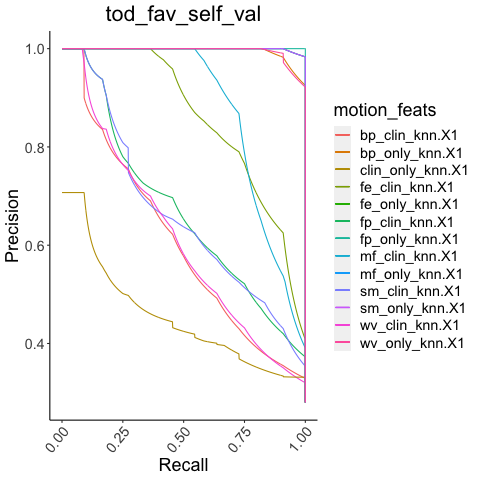 tod_fav_self_val
Precision
1.0
0.8
0.6
0.4
0.00
0.25
0.50
0.75
1.00
Recall
motion_feats
bp_clin_knn.X1
bp_only_knn.X1
clin_only_knn.X1
fe_clin_knn.X1
fe_only_knn.X1
fp_clin_knn.X1
fp_only_knn.X1
mf_clin_knn.X1
mf_only_knn.X1
sm_clin_knn.X1
sm_only_knn.X1
wv_clin_knn.X1
wv_only_knn.X1